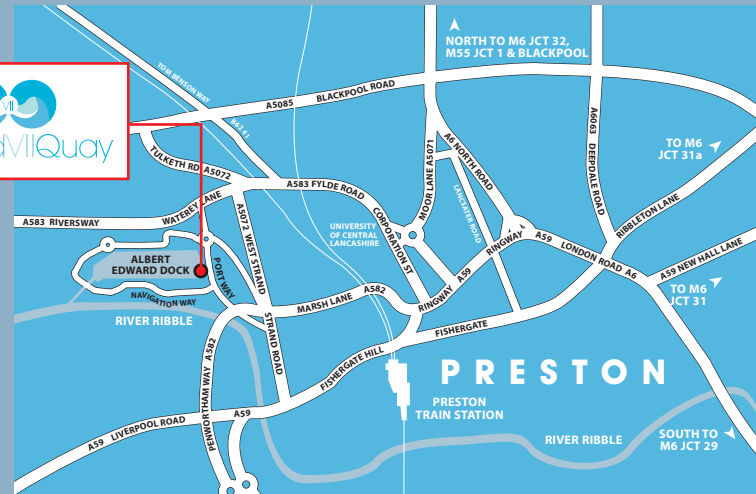 NORTH TO M6 JCT 32,
M55 JCT 1 & BLACKPOOL
TOM BENSON WAY
A5085 BLACKPOOL ROAD
B6241
VII
dVIIQuay
TULKETH RD A5072
A583 FYLDE ROAD
MOOR LANE A5071
A6 NORTH ROAD
LANCSATER ROAD
A6063 DEEPDALE ROAD
TO M6
JCT 31a
RIBBLETON LANE
A583 RIVERSWAY
WATEREY LANE
A5072 WEST STRAND
UNIVERSITY
OF CENTRAL
LANCASHIRE
CORPORATION ST
RINGWAY A59 RINGWAY
A59 LONDON ROAD A6
A59 NEW HALL LANE
ALBERT
EDWARD DOCK
PORT WAY
NAVIGATION WAY
TO M6
JCT 31
RIVER RIBBLE
MARSH LANE A582
FISHERGATE
STRAND ROAD
FISHERGATE HILL
PENWORTHAM WAY A582
PRESTON
PRESTON
TRAIN STATION
A59 LIVERPOOL ROAD
A59
RIVER RIBBLE
SOUTH TO
M6 JCT 29